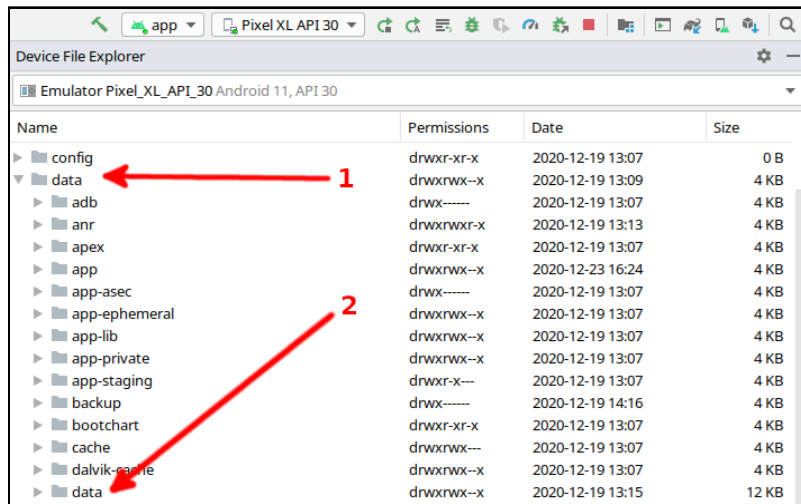 app Pixel XL API 30
Device File Explorer
Emulator Pixel_XL_API_30 Android 11, API 30
Name Permissions Date Size
config drwxr-xr-x 2020-12-19 13:07 0 B
data 1 drwxrwx--x 2020-12-19 13:09 4 KB
adb drwx------ 2020-12-19 13:07 4 KB
anr drwxrwxr-x 2020-12-19 13:13 4 KB
apex drwxr-xr-x 2020-12-19 13:07 4 KB
app drwxrwx--x 2020-12-23 16:24 4 KB
app-asec drwx------ 2020-12-19 13:07 4 KB
app-ephemeral 2 drwxrwx--x 2020-12-19 13:07 4 KB
app-lib drwxrwx--x 2020-12-19 13:07 4 KB
app-private drwxrwx--x 2020-12-19 13:07 4 KB
app-staging drwxr-x--- 2020-12-19 13:07 4 KB
backup drwx------ 2020-12-19 14:16 4 KB
bootchart drwxr-xr-x 2020-12-19 13:07 4 KB
cache drwxrwx--- 2020-12-19 13:07 4 KB
dalvik-cache drwxrwx--x 2020-12-19 13:07 4 KB
data drwxrwx--x 2020-12-19 13:15 12 KB